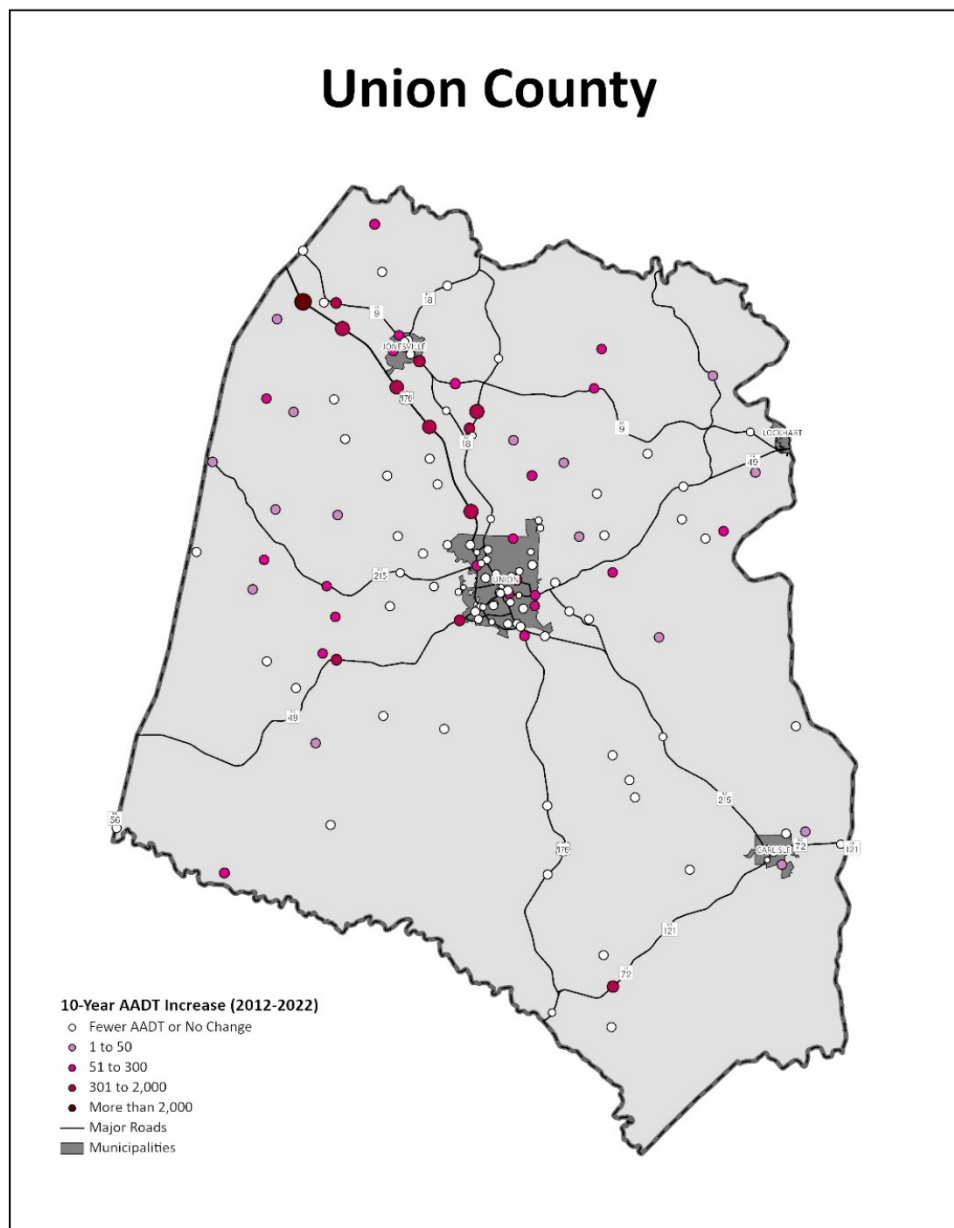 Union County
18
9
JONESVILLE
176
18
9
LOCKHART
49
215
UNION
49
215
56
176
CARLISLE
72
121
121
72
10-Year AADT Increase (2012-2022)
Fewer AADT or No Change
1 to 50
51 to 300
301 to 2,000
More than 2,000
Major Roads
Municipalities